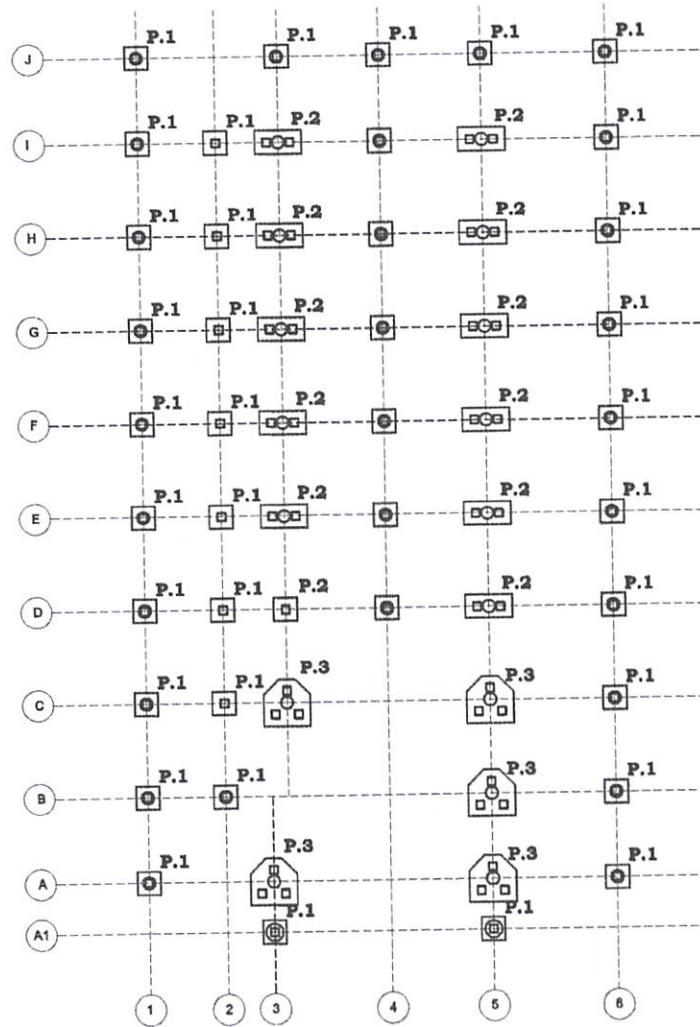 J P.1 P.1 P.1 P.1 P.1
I P.1 P.1 P.2 P.2 P.1
H P.1 P.1 P.2 P.2 P.1
G P.1 P.1 P.2 P.2 P.1
F P.1 P.1 P.2 P.2 P.1
E P.1 P.1 P.2 P.2 P.1
D P.1 P.1 P.2 P.2 P.1
C P.1 P.1 P.3 P.3 P.1
B P.1 P.1 P.3 P.1
A P.1 P.3 P.3 P.1
A1 P.1 P.1
1 2 3 4 5 6